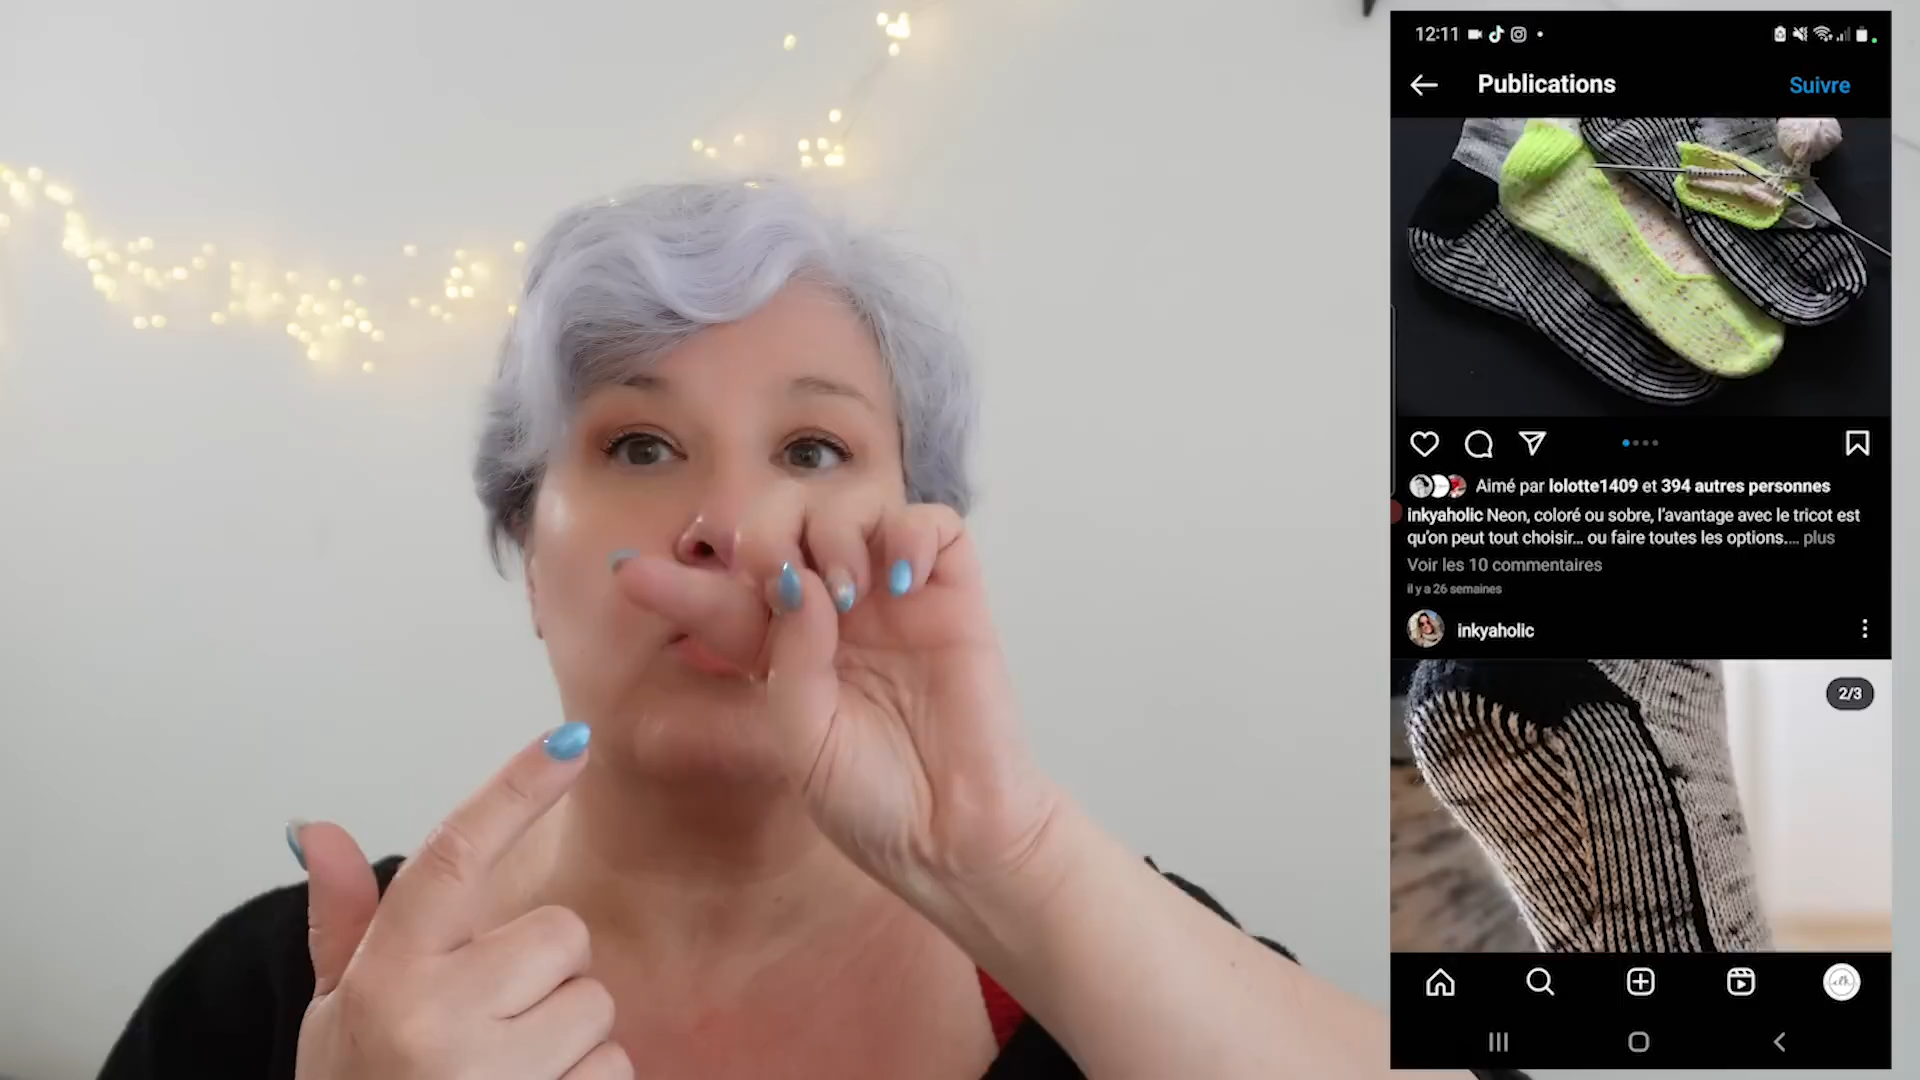 12:11
Publications
Suivre
Aimé par lolotte1409 et 394 autres personnes
inkyaholic Neon, coloré ou sobre, l'avantage avec le tricot est
qu'on peut tout choisir... ou faire toutes les options.... plus
Voir les 10 commentaires
il y a 26 semaines
inkyaholic
2/3